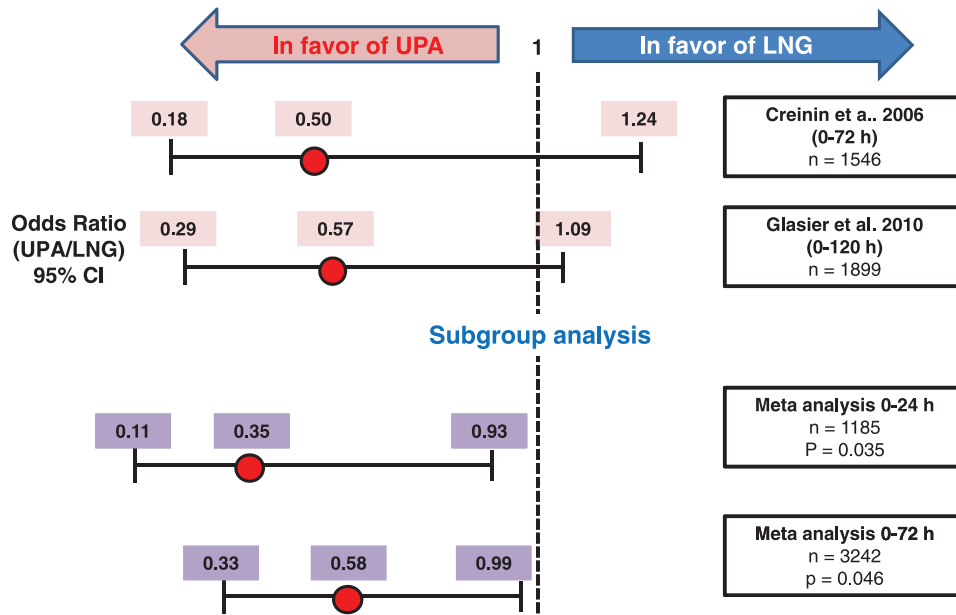 In favor of UPA
1
In favor of LNG
0.18
0.50
1.24
Creinin et a.. 2006
(0-72 h)
n = 1546
Odds Ratio
(UPA/LNG)
95% CI
0.29
0.57
1.09
Glasier et al. 2010
(0-120 h)
n = 1899
Subgroup analysis
0.11
0.35
0.93
Meta analysis 0-24 h
n = 1185
P = 0.035
0.33
0.58
0.99
Meta analysis 0-72 h
n = 3242
p = 0.046